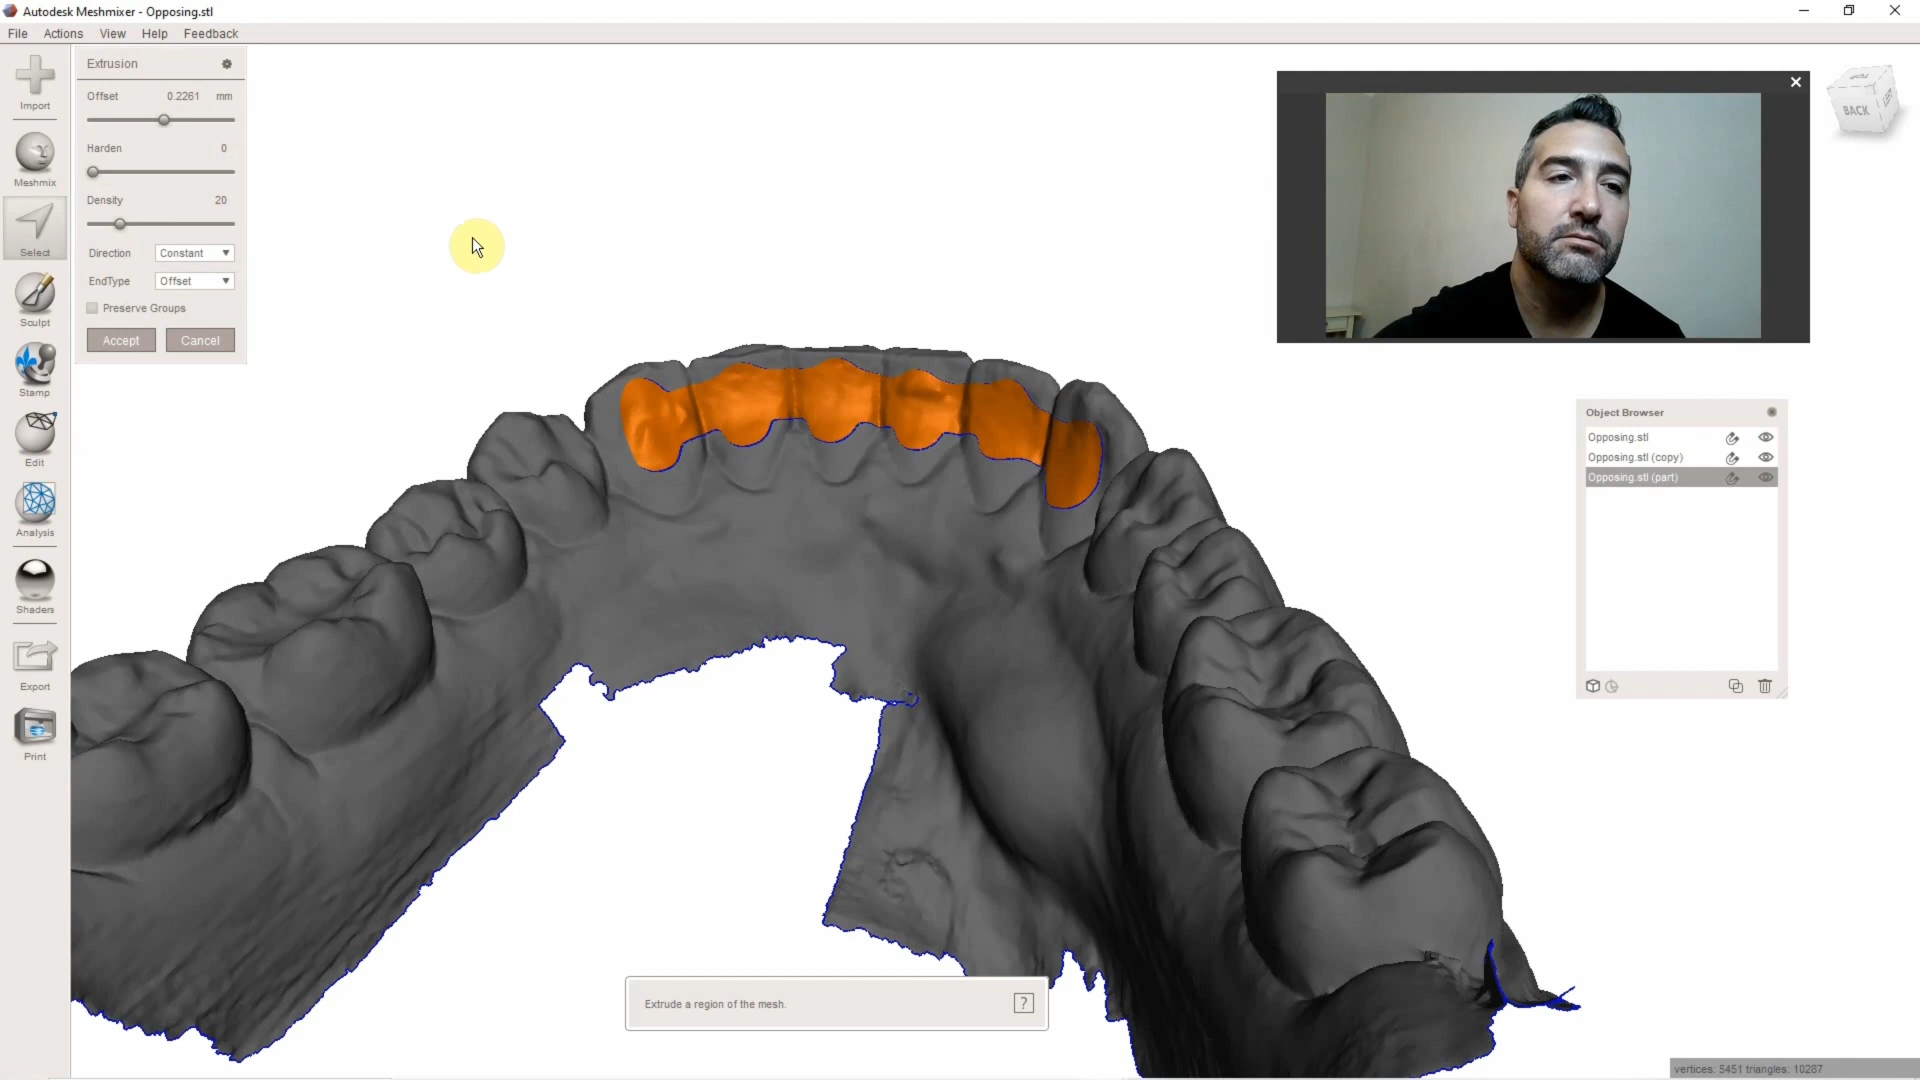 Autodesk Meshmixer - Opposing.stl
File Actions View Help Feedback
Import
Meshmix
Select
Sculpt
Stamp
Edit
Analysis
Shaders
Export
Print
Extrusion
Offset 0.2261 mm
Harden 0
Density 20
Direction Constant
EndType Offset
Preserve Groups
Accept Cancel
BACK
Object Browser
Opposing.stl
Opposing.stl (copy)
Opposing.stl (part)
Extrude a region of the mesh. ?
vertices: 5451 triangles: 10287